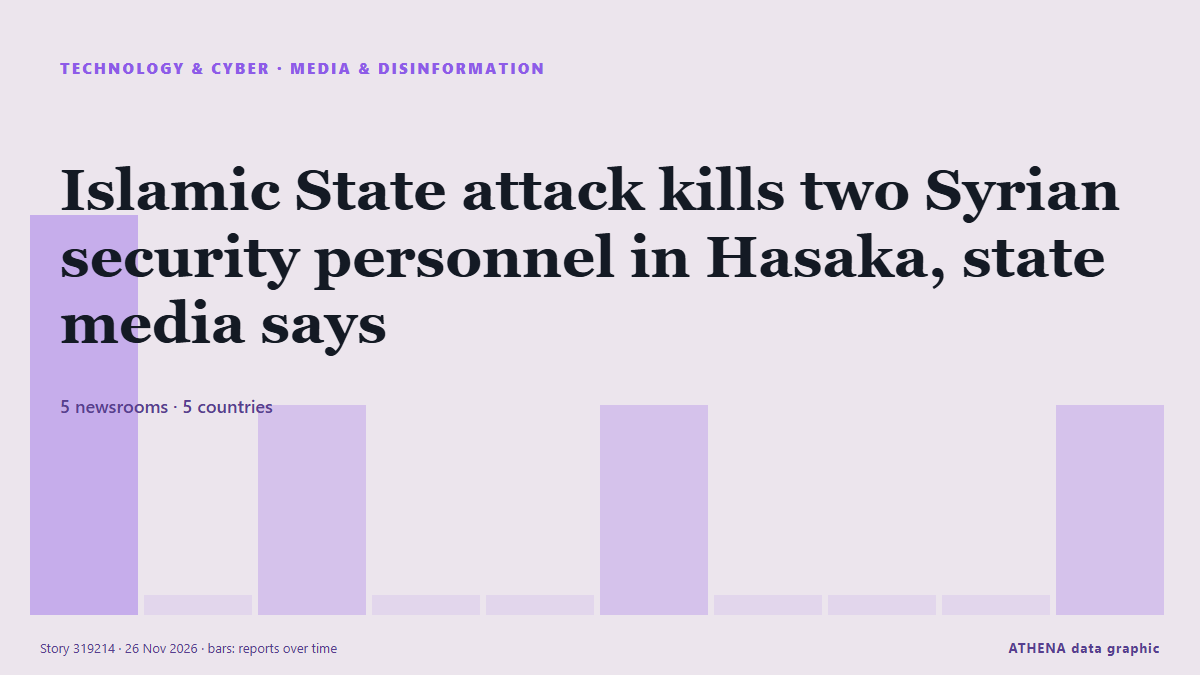 TECHNOLOGY & CYBER · MEDIA & DISINFORMATION
Islamic State attack kills two Syrian
security personnel in Hasaka, state
media says
5 newsrooms · 5 countries
Story 319214 · 26 Nov 2026 · bars: reports over time
ATHENA data graphic